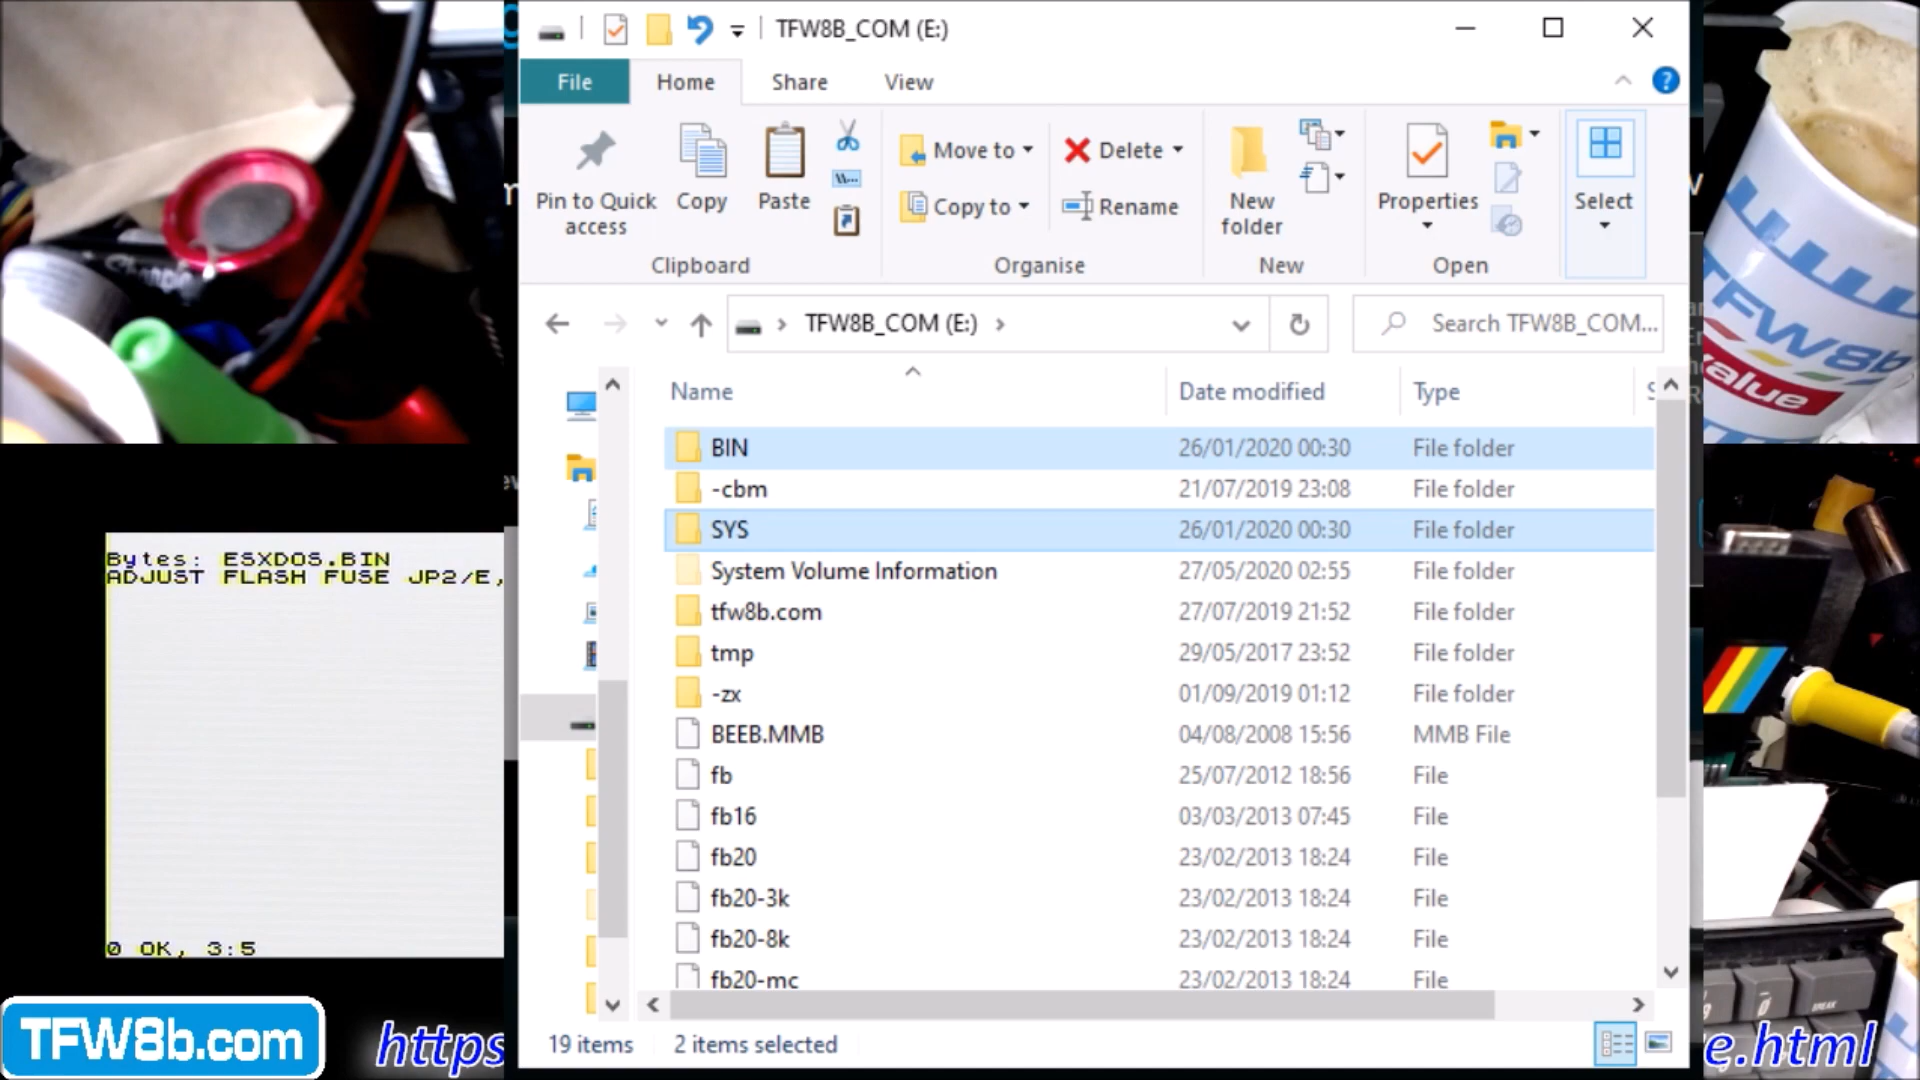 TFW8B_COM (E:)
File Home Share View
Pin to Quick access
Copy
Paste
Move to
Copy to
Delete
Rename
New folder
Properties
Select
Clipboard Organise New Open
TFW8B_COM (E:)
Search TFW8B_COM...
Name Date modified Type
BIN 26/01/2020 00:30 File folder
-cbm 21/07/2019 23:08 File folder
SYS 26/01/2020 00:30 File folder
System Volume Information 27/05/2020 02:55 File folder
tfw8b.com 27/07/2019 21:52 File folder
tmp 29/05/2017 23:52 File folder
-zx 01/09/2019 01:12 File folder
BEEB.MMB 04/08/2008 15:56 MMB File
fb 25/07/2012 18:56 File
fb16 03/03/2013 07:45 File
fb20 23/02/2013 18:24 File
fb20-3k 23/02/2013 18:24 File
fb20-8k 23/02/2013 18:24 File
fb20-mc 23/02/2013 18:24 File
19 items 2 items selected
Bytes: ESXDOS.BIN
ADJUST FLASH FUSE JP2/E,
0 OK, 3:5
TFW8b.com
https
e.html
TFW8b
value
BREAK